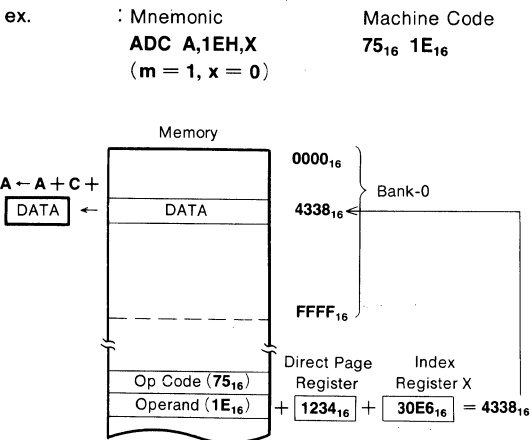 ex. : Mnemonic Machine Code
ADC A,1EH,X 75₁₆ 1E₁₆
(m = 1, x = 0)
Memory
0000₁₆
A ← A + C + Bank-0
DATA ← DATA 4338₁₆
FFFF₁₆
Direct Page Index
Op Code (75₁₆) Register Register X
Operand (1E₁₆) + 1234₁₆ + 30E6₁₆ = 4338₁₆